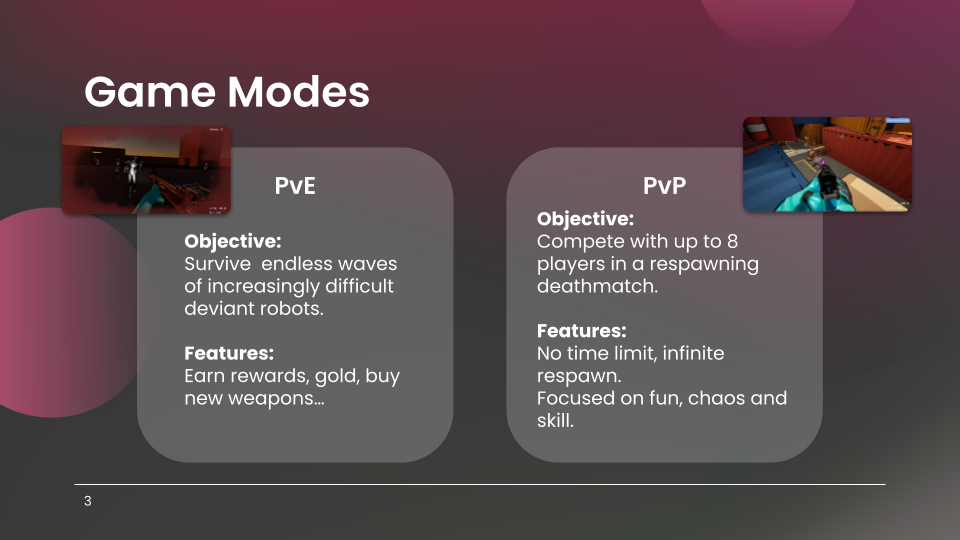 Game Modes
PvE
Objective:
Survive  endless waves
of increasingly difficult
deviant robots.
Features:
Earn rewards, gold, buy
new weapons…
PvP
Objective:
Compete with up to 8
players in a respawning
deathmatch.
Features:
No time limit, infinite
respawn.
Focused on fun, chaos and
skill.
3